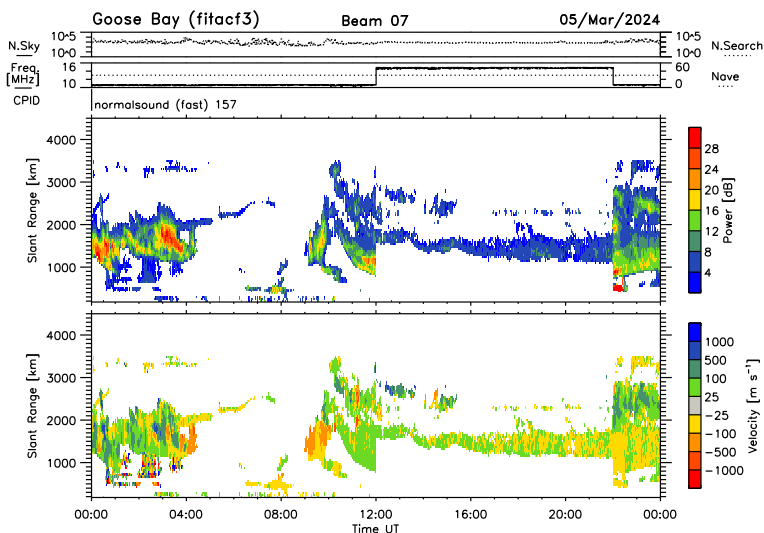 Goose Bay (fitacf3) Beam 07 05/Mar/2024
N.Sky 10^5 10^0 10^5 10^0 N.Search
Freq. [MHz] 16 10 60 0 Nave
CPID normalsound (fast) 157
Slant Range [km]
4000
3000
2000
1000
Power [dB]
28
24
20
16
12
8
4
Slant Range [km]
4000
3000
2000
1000
Velocity [m s⁻¹]
1000
500
100
25
−25
−100
−500
−1000
00:00 04:00 08:00 12:00 16:00 20:00 00:00
Time UT